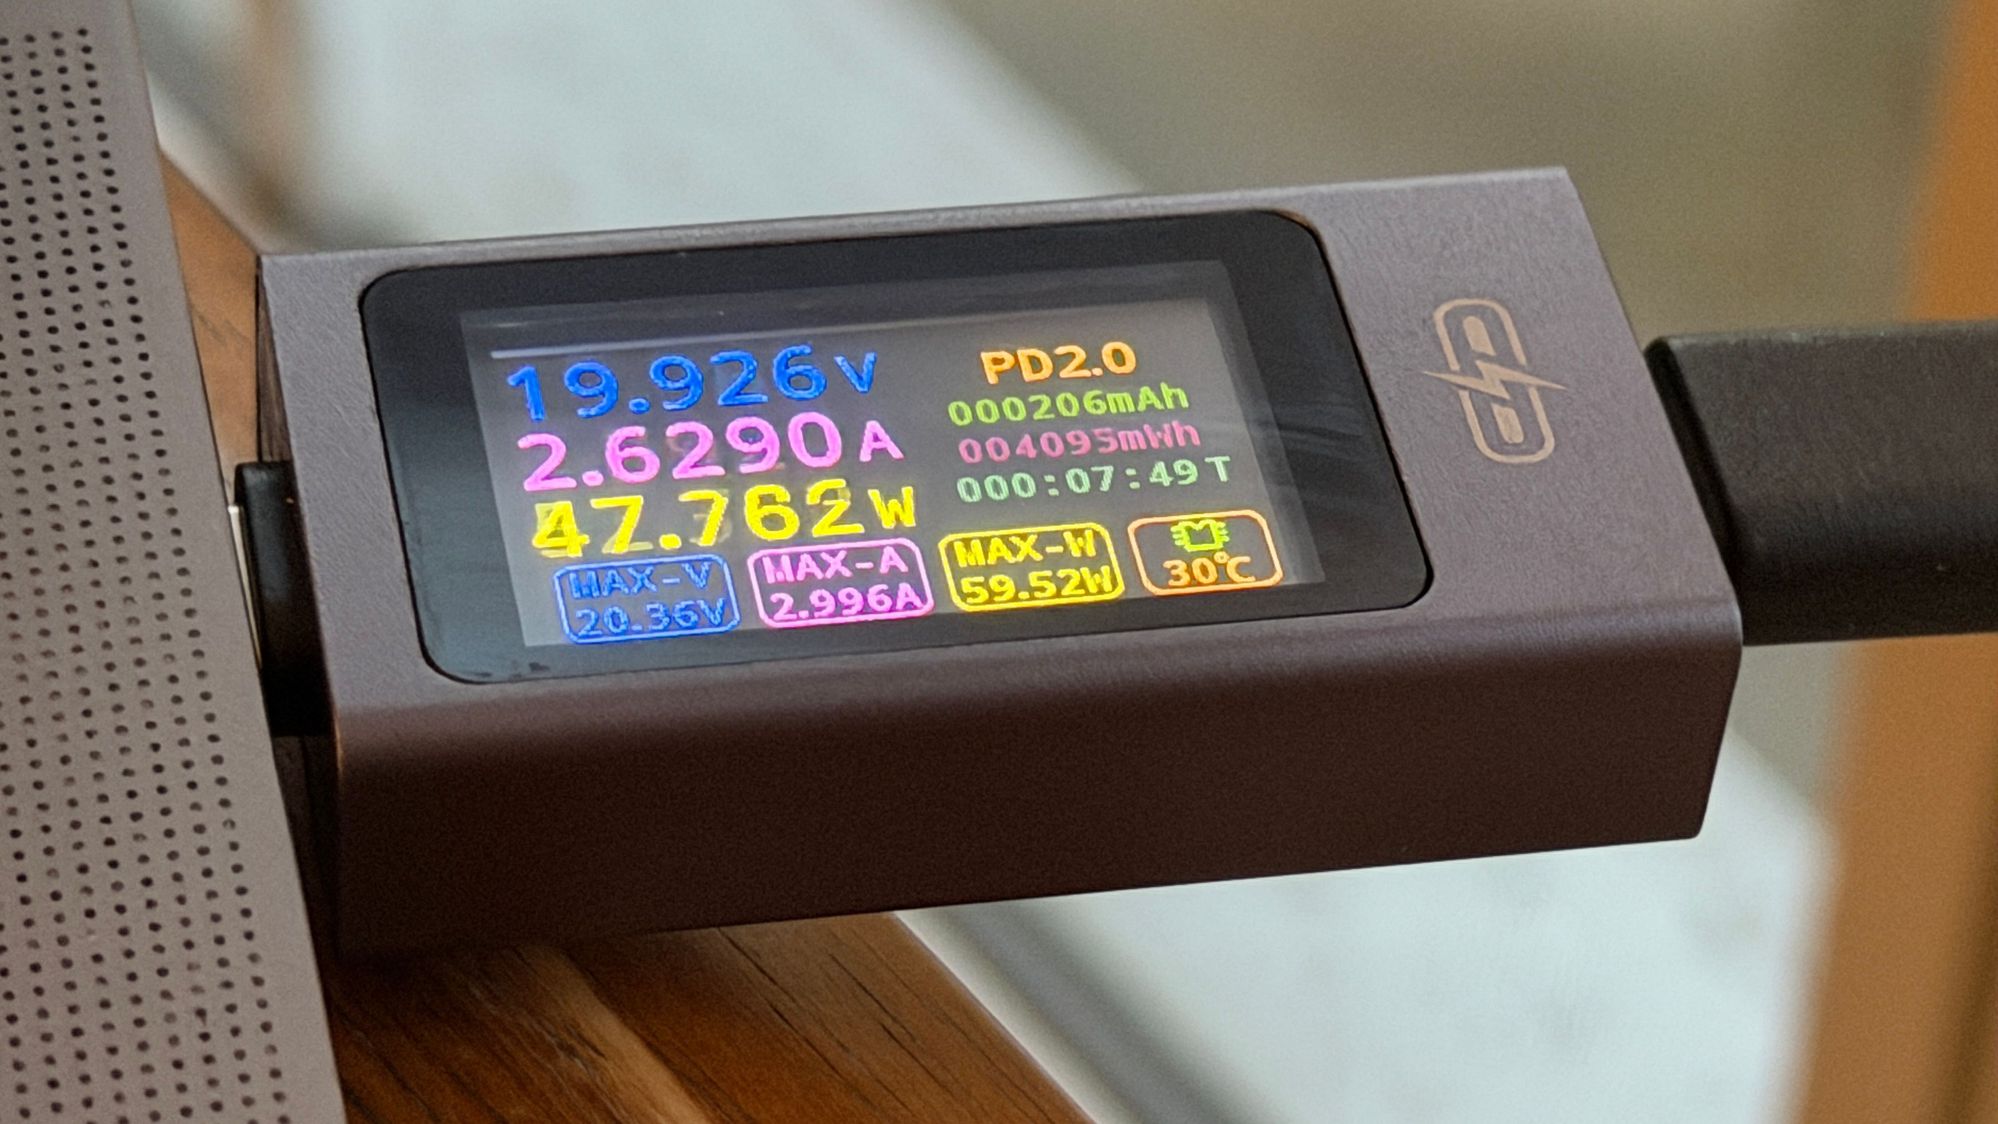 19.926V
2.6290A
47.762W
PD2.0
000206mAh
004095mWh
000:07:49T
MAX-V
20.36V
MAX-A
2.996A
MAX-W
59.52W
30℃